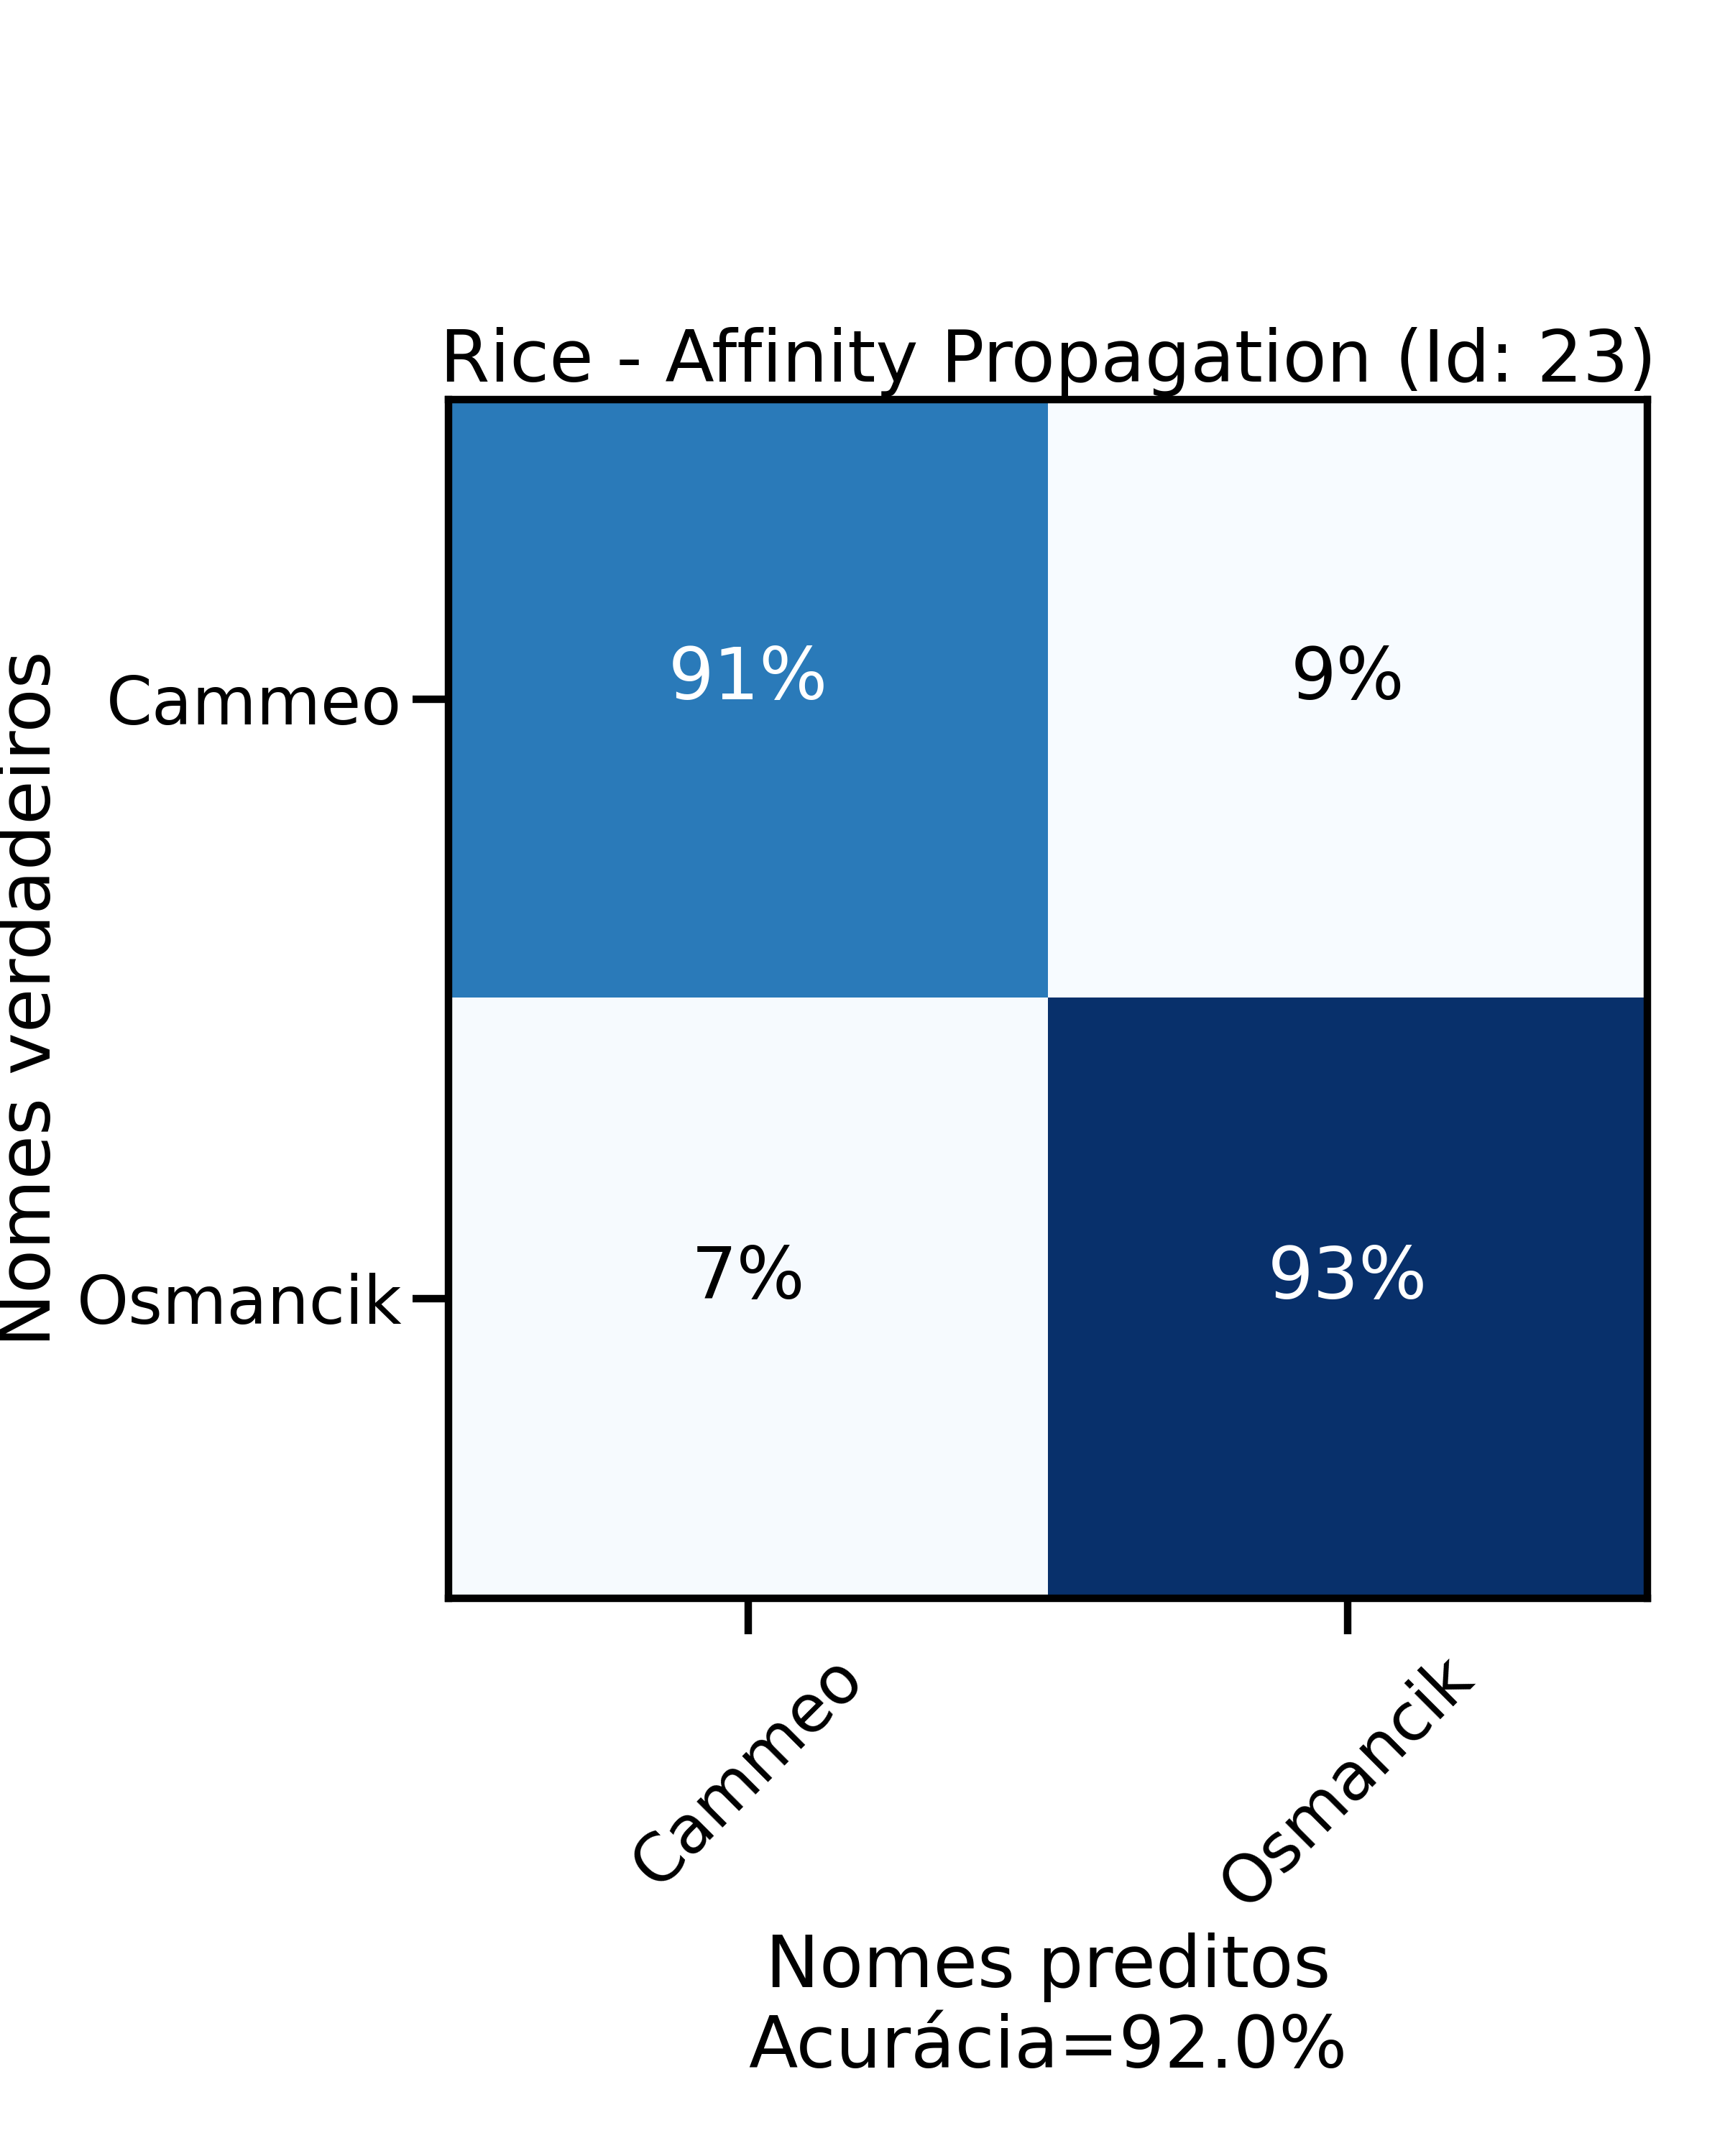 Rice - Affinity Propagation (Id: 23)
Nomes verdadeiros
Cammeo
91%
9%
Osmancik
7%
93%
Cammeo
Osmancik
Nomes preditos
Acurácia=92.0%